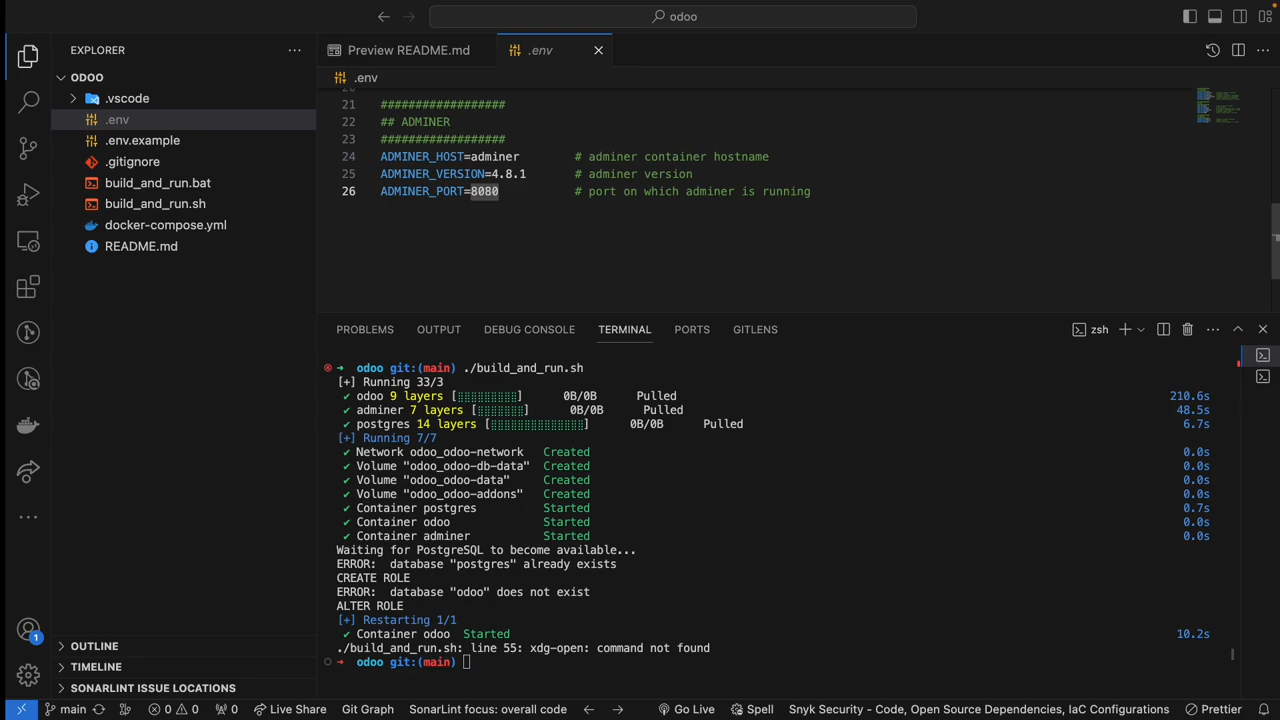 odoo
EXPLORER
Preview README.md
.env
ODOO
.vscode
.env
.env.example
.gitignore
build_and_run.bat
build_and_run.sh
docker-compose.yml
README.md
.env
21 ##################
22 ## ADMINER
23 ##################
24 ADMINER_HOST=adminer # adminer container hostname
25 ADMINER_VERSION=4.8.1 # adminer version
26 ADMINER_PORT=8080 # port on which adminer is running
PROBLEMS OUTPUT DEBUG CONSOLE TERMINAL PORTS GITLENS
zsh
➜ odoo git:(main) ./build_and_run.sh
[+] Running 33/3
✔ odoo 9 layers [⣿⣿⣿⣿⣿⣿⣿⣿⣿] 0B/0B Pulled 210.6s
✔ adminer 7 layers [⣿⣿⣿⣿⣿⣿⣿] 0B/0B Pulled 48.5s
✔ postgres 14 layers [⣿⣿⣿⣿⣿⣿⣿⣿⣿⣿⣿⣿⣿⣿] 0B/0B Pulled 6.7s
[+] Running 7/7
✔ Network odoo_odoo-network Created 0.0s
✔ Volume "odoo_odoo-db-data" Created 0.0s
✔ Volume "odoo_odoo-data" Created 0.0s
✔ Volume "odoo_odoo-addons" Created 0.0s
✔ Container postgres Started 0.7s
✔ Container odoo Started 0.0s
✔ Container adminer Started 0.0s
Waiting for PostgreSQL to become available...
ERROR: database "postgres" already exists
CREATE ROLE
ERROR: database "odoo" does not exist
ALTER ROLE
[+] Restarting 1/1
✔ Container odoo Started 10.2s
./build_and_run.sh: line 55: xdg-open: command not found
➜ odoo git:(main)
1
OUTLINE
TIMELINE
SONARLINT ISSUE LOCATIONS
main 0 0 0 Live Share Git Graph SonarLint focus: overall code Go Live Spell Snyk Security - Code, Open Source Dependencies, IaC Configurations Prettier